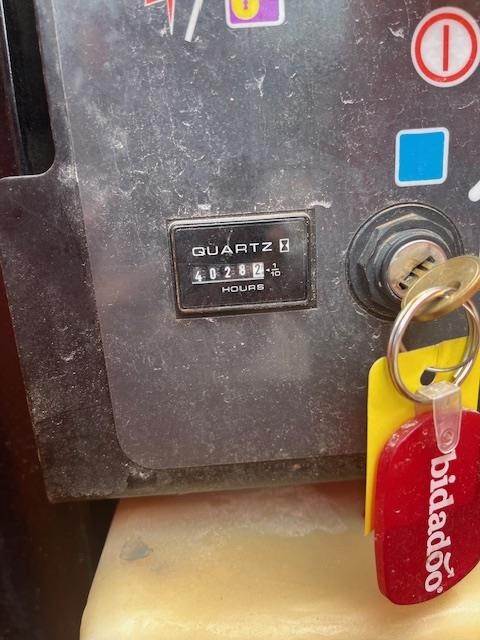 QUARTZ
40282 1/10
HOURS
bidadoo